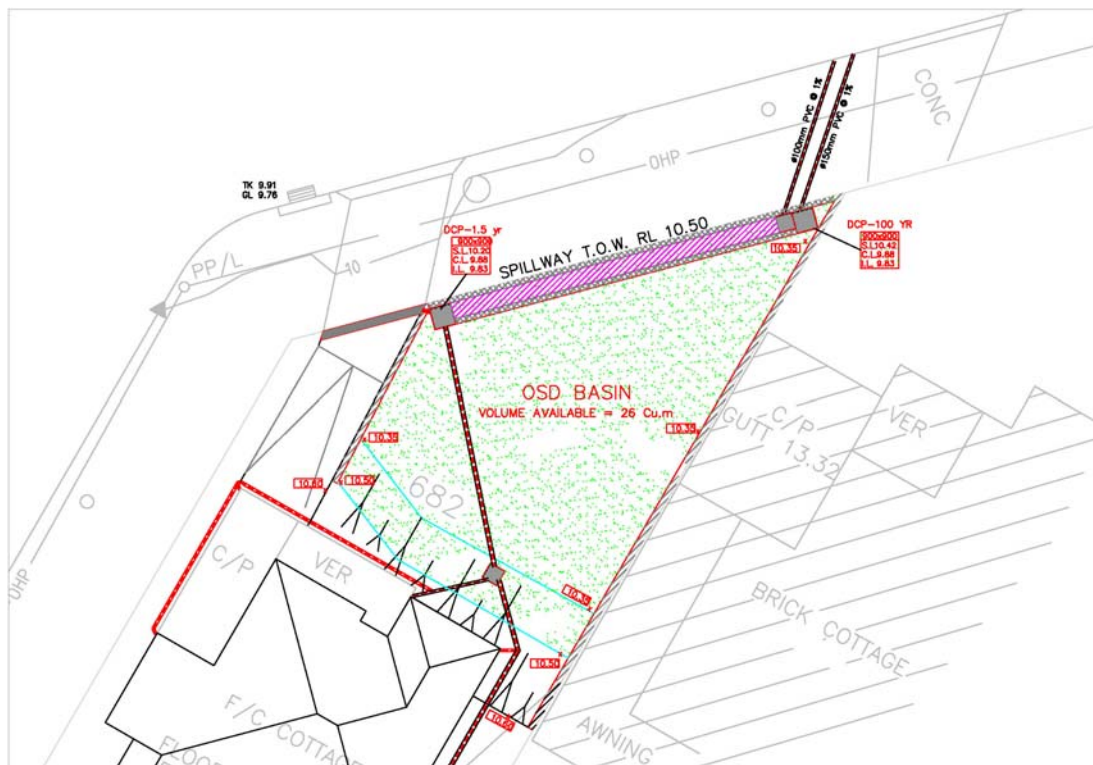 CONC
ø100mm PVC @ 1%
ø150mm PVC @ 1%
OHP
TK 9.91
GL 9.76
DCP-1.5 yr
900x900
S.L10.20
C.L.9.88
I.L. 9.83
SPILLWAY T.O.W. RL 10.50
DCP-100 YR
900x900
S.L10.42
C.L.9.88
I.L. 9.83
10.35
PP/L
10
OSD BASIN
VOLUME AVAILABLE = 26 Cu.m
C/P
GUTT 13.32
VER
10.35
10.35
10.50
10.60
682
OHP
C/P
VER
10.35
BRICK COTTAGE
10.50
F/C COTTAGE
10.60
AWNING
FLOOR